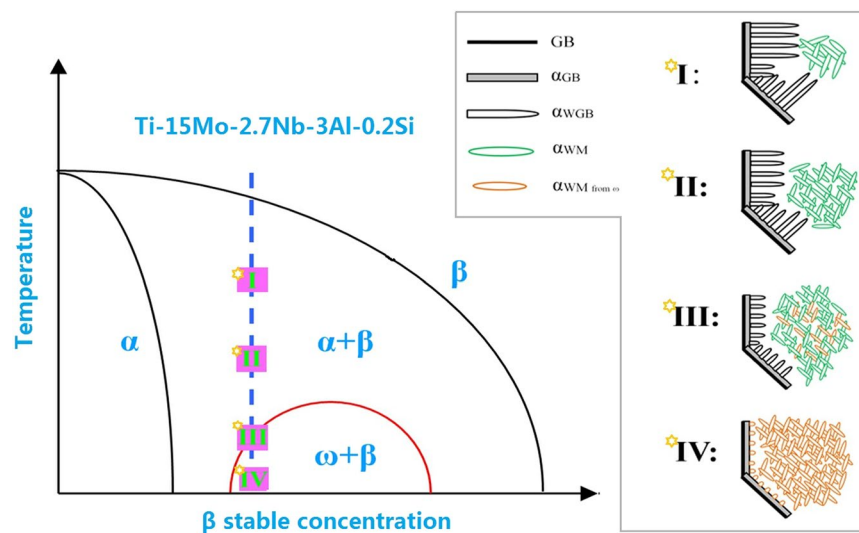 Ti-15Mo-2.7Nb-3Al-0.2Si
Temperature
α
α+β
β
ω+β
I
II
III
IV
β stable concentration
GB
αGB
αWGB
αWM
αWM from ω
I:
II:
III:
IV: